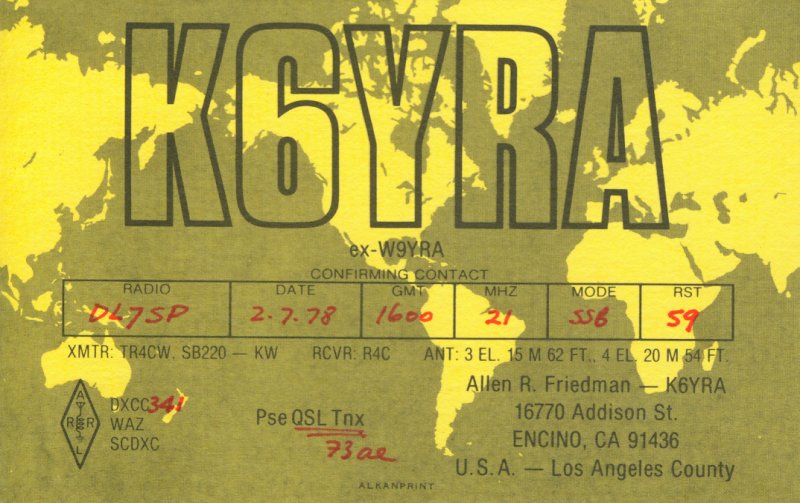 K6YRA
ex-W9YRA
CONFIRMING CONTACT
RADIO DATE GMT MHZ MODE RST
DL7SP 2.7.78 1600 21 SSB 59
XMTR: TR4CW, SB220 — KW RCVR: R4C ANT: 3 EL. 15 M 62 FT., 4 EL. 20 M 54 FT.
A
R R
L
DXCC 341
WAZ
SCDXC
Pse QSL Tnx
73 ae
Allen R. Friedman — K6YRA
16770 Addison St.
ENCINO, CA 91436
U.S.A. — Los Angeles County
ALKANPRINT